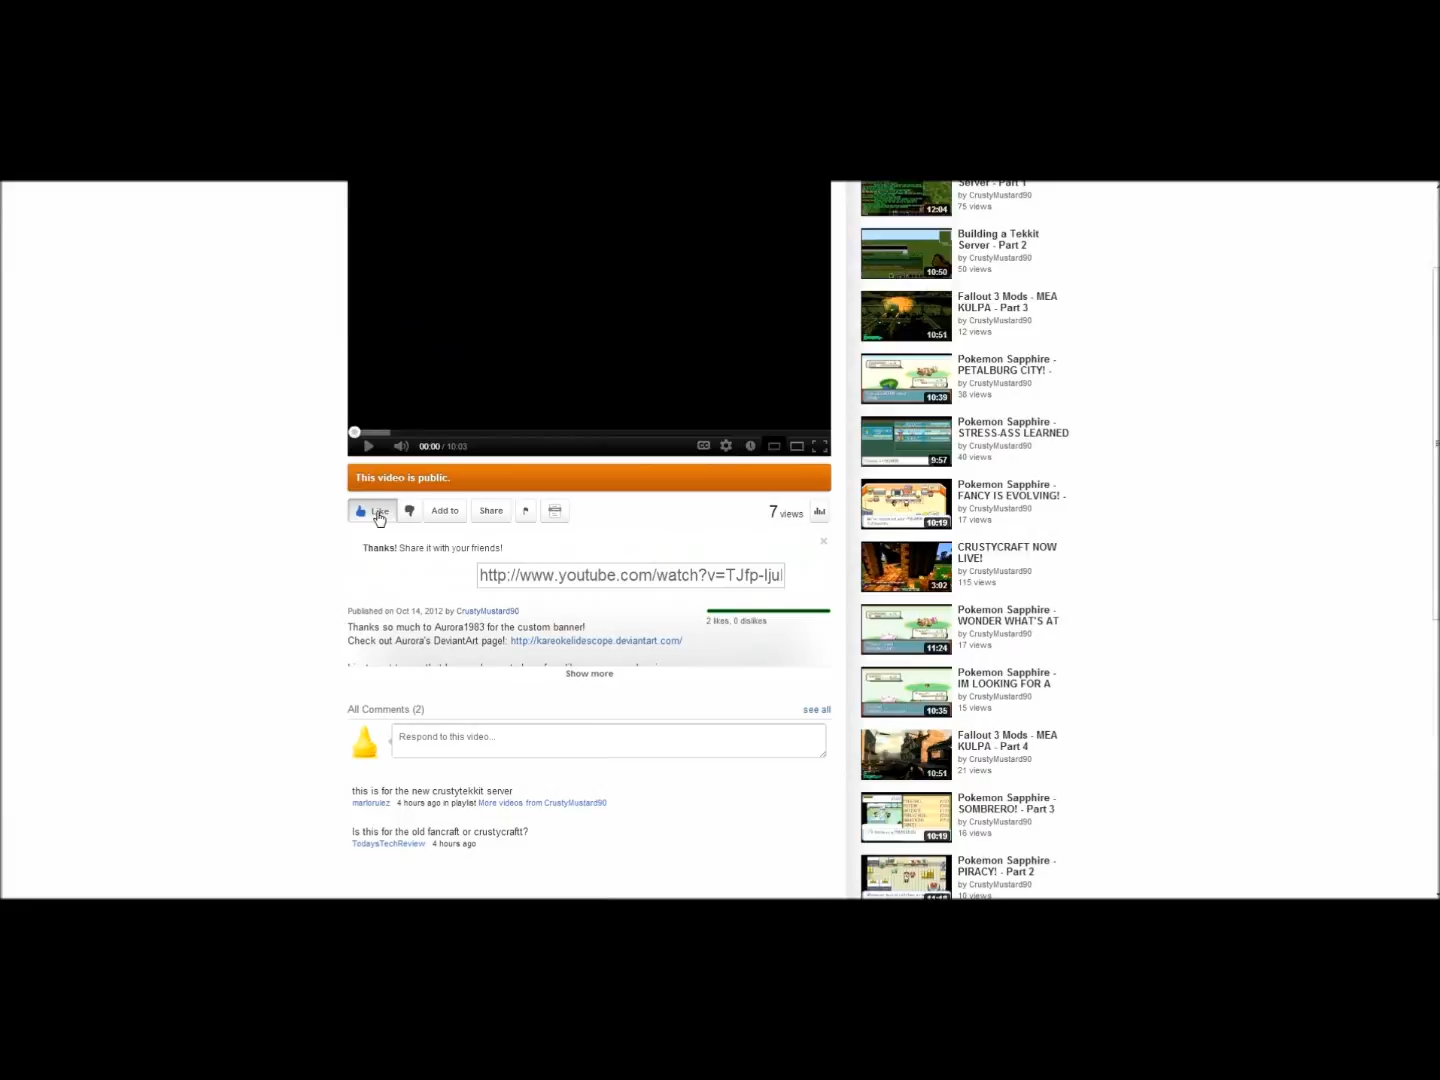 00:00 / 10:03
CC
This video is public.
Like
Add to
Share
7 views
Thanks! Share it with your friends!
http://www.youtube.com/watch?v=TJfp-Iju
Published on Oct 14, 2012 by CrustyMustard90
2 likes, 0 dislikes
Thanks so much to Aurora1983 for the custom banner!
Check out Aurora's DeviantArt page!: http://kareokelidescope.deviantart.com/
Show more
All Comments (2)
see all
Respond to this video...
this is for the new crustytekkit server
marlorulez 4 hours ago in playlist More videos from CrustyMustard90
Is this for the old fancraft or crustycraftt?
TodaysTechReview 4 hours ago
Server - Part 1
by CrustyMustard90
75 views
12:04
Building a Tekkit
Server - Part 2
by CrustyMustard90
50 views
10:50
Fallout 3 Mods - MEA
KULPA - Part 3
by CrustyMustard90
12 views
10:51
Pokemon Sapphire -
PETALBURG CITY! -
by CrustyMustard90
38 views
10:39
Pokemon Sapphire -
STRESS-ASS LEARNED
by CrustyMustard90
40 views
9:57
Pokemon Sapphire -
FANCY IS EVOLVING! -
by CrustyMustard90
17 views
10:19
CRUSTYCRAFT NOW
LIVE!
by CrustyMustard90
115 views
3:02
Pokemon Sapphire -
WONDER WHAT'S AT
by CrustyMustard90
17 views
11:24
Pokemon Sapphire -
IM LOOKING FOR A
by CrustyMustard90
15 views
10:35
Fallout 3 Mods - MEA
KULPA - Part 4
by CrustyMustard90
21 views
10:51
Pokemon Sapphire -
SOMBRERO! - Part 3
by CrustyMustard90
16 views
10:19
Pokemon Sapphire -
PIRACY! - Part 2
by CrustyMustard90
10 views